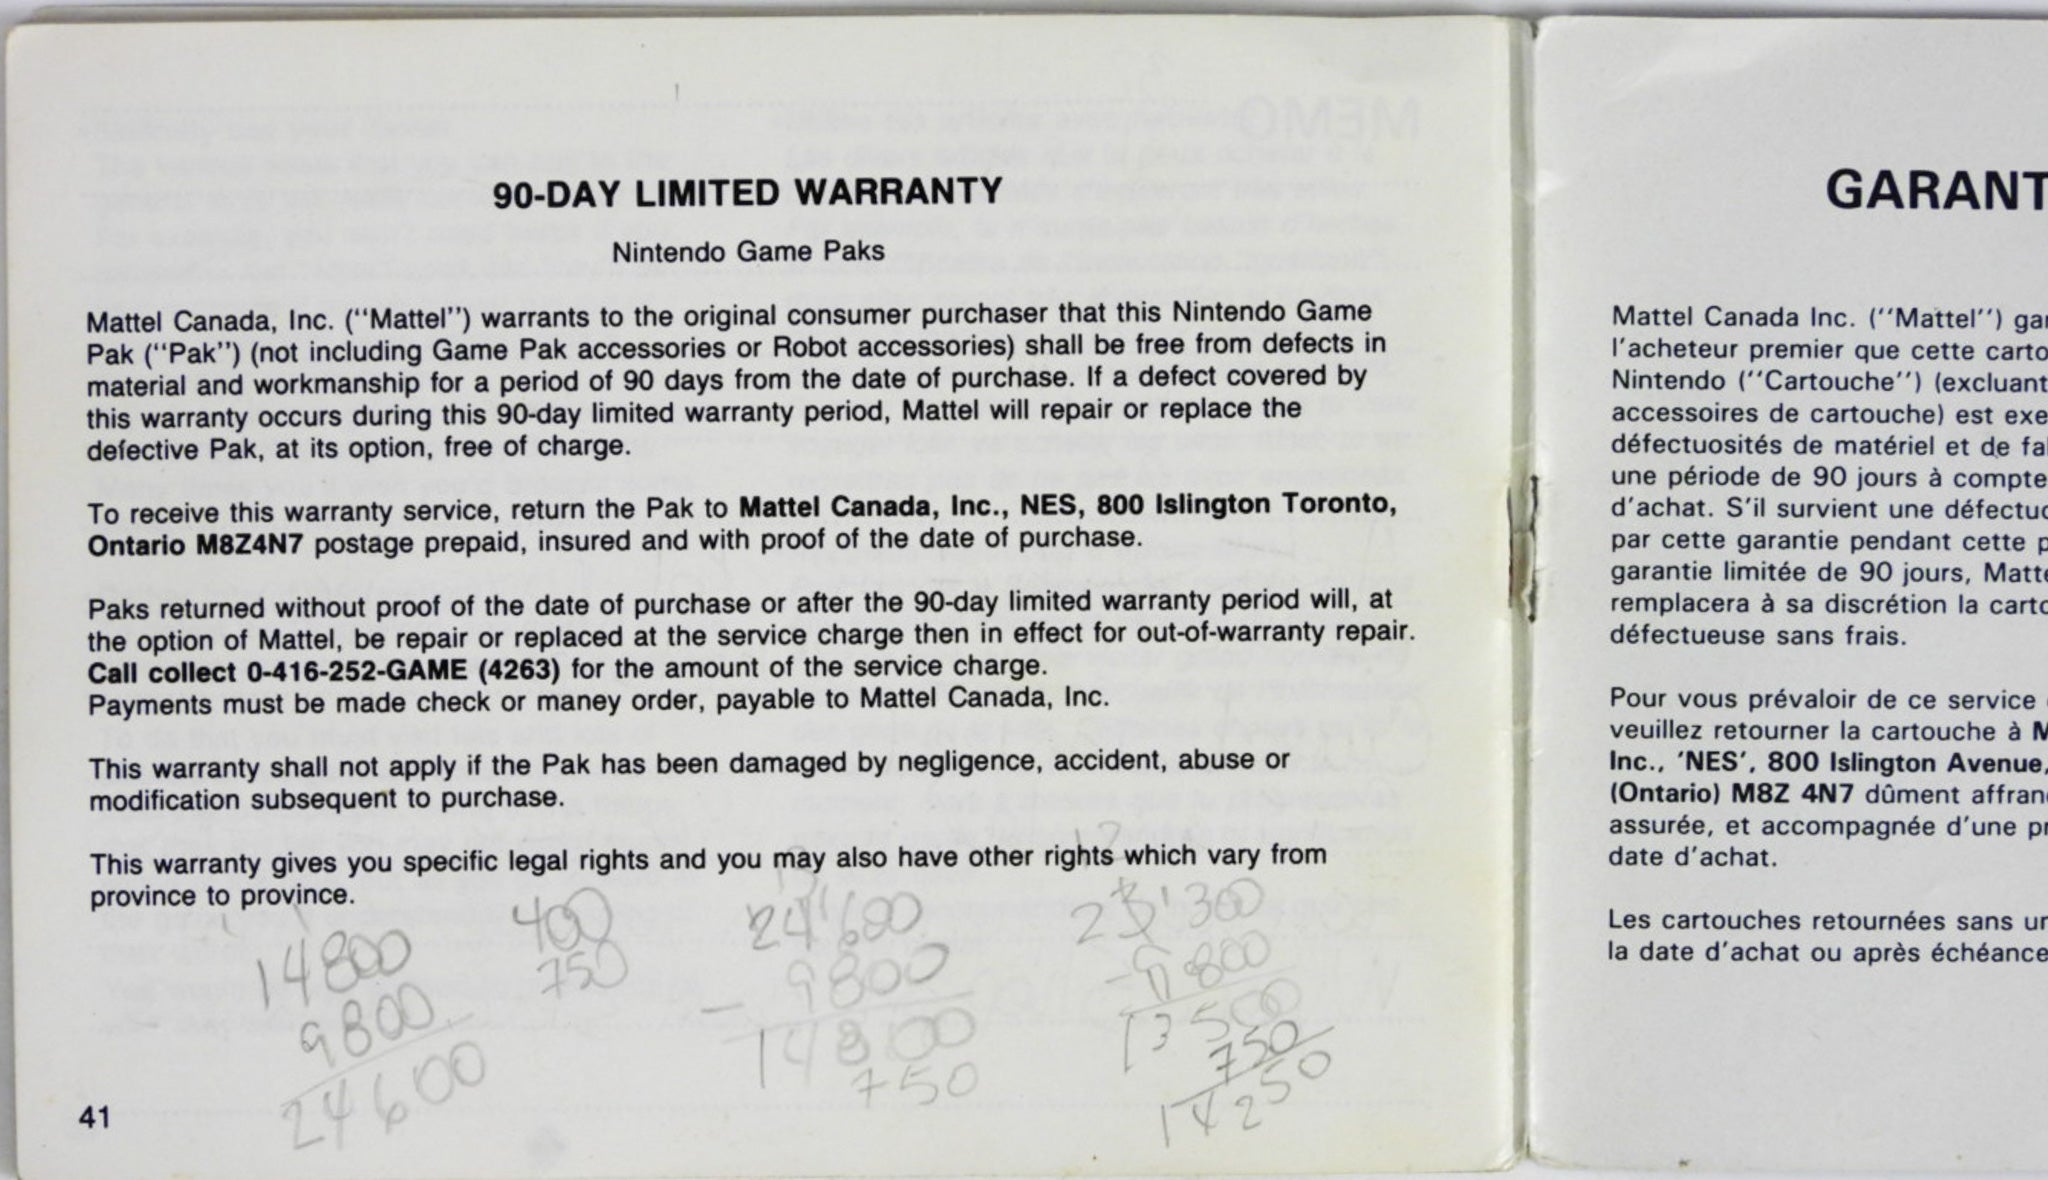 90-DAY LIMITED WARRANTY
Nintendo Game Paks
Mattel Canada, Inc. (“Mattel”) warrants to the original consumer purchaser that this Nintendo Game
Pak (“Pak”) (not including Game Pak accessories or Robot accessories) shall be free from defects in
material and workmanship for a period of 90 days from the date of purchase. If a defect covered by
this warranty occurs during this 90-day limited warranty period, Mattel will repair or replace the
defective Pak, at its option, free of charge.
To receive this warranty service, return the Pak to Mattel Canada, Inc., NES, 800 Islington Toronto,
Ontario M8Z4N7 postage prepaid, insured and with proof of the date of purchase.
Paks returned without proof of the date of purchase or after the 90-day limited warranty period will, at
the option of Mattel, be repair or replaced at the service charge then in effect for out-of-warranty repair.
Call collect 0-416-252-GAME (4263) for the amount of the service charge.
Payments must be made check or maney order, payable to Mattel Canada, Inc.
This warranty shall not apply if the Pak has been damaged by negligence, accident, abuse or
modification subsequent to purchase.
This warranty gives you specific legal rights and you may also have other rights which vary from
province to province.
14800
9800
24600
400
750
24600
- 9800
14800
750
23300
- 9800
13500
750
14250
41
GARANT
Mattel Canada Inc. (“Mattel”) gar
l’acheteur premier que cette carto
Nintendo (“Cartouche”) (excluant
accessoires de cartouche) est exe
défectuosités de matériel et de fal
une période de 90 jours à compte
d’achat. S’il survient une défectuo
par cette garantie pendant cette p
garantie limitée de 90 jours, Matte
remplacera à sa discrétion la carto
défectueuse sans frais.
Pour vous prévaloir de ce service
veuillez retourner la cartouche à M
Inc., ’NES’, 800 Islington Avenue,
(Ontario) M8Z 4N7 dûment affranc
assurée, et accompagnée d’une pr
date d’achat.
Les cartouches retournées sans un
la date d’achat ou après échéance